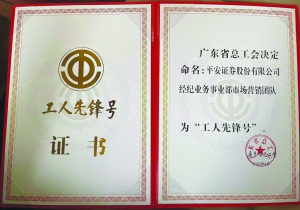 工人先锋号
证书
广东省总工会决定
命名：平安证券股份有限公司
经纪业务事业部市场营销团队
为“工人先锋号”